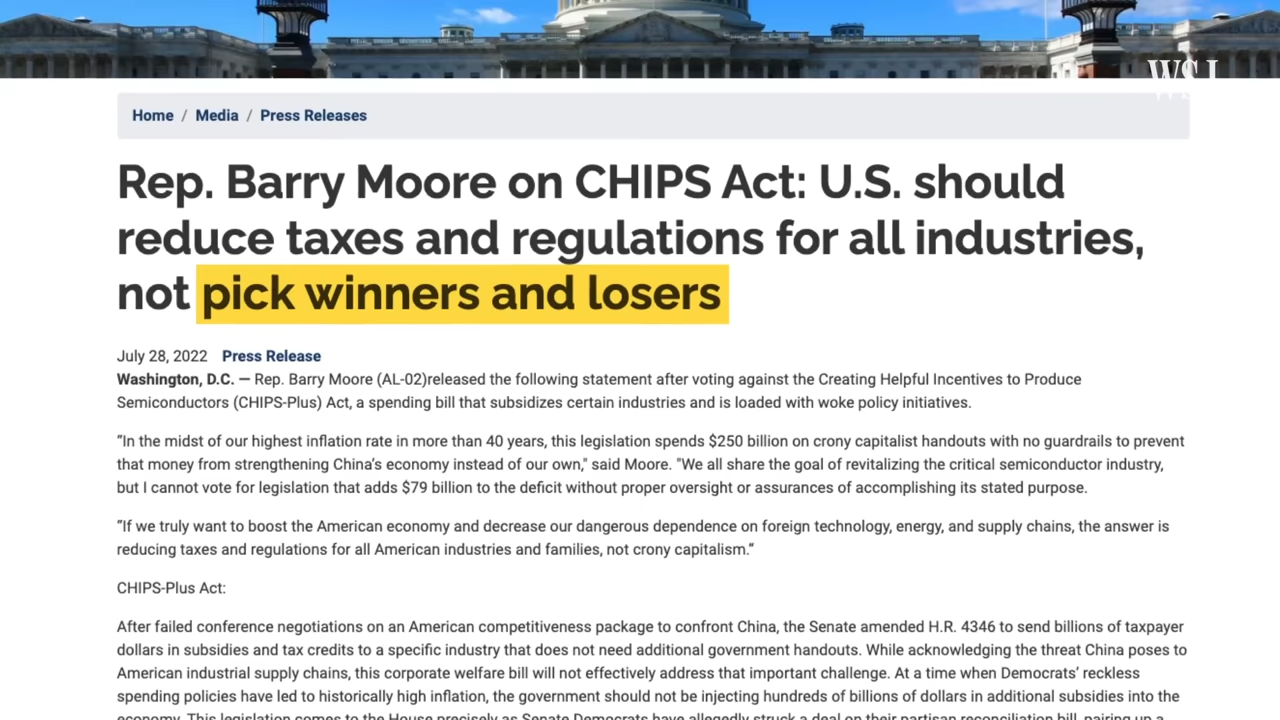 WSJ
Home / Media / Press Releases
Rep. Barry Moore on CHIPS Act: U.S. should
reduce taxes and regulations for all industries,
not pick winners and losers
July 28, 2022 Press Release
Washington, D.C. — Rep. Barry Moore (AL-02)released the following statement after voting against the Creating Helpful Incentives to Produce
Semiconductors (CHIPS-Plus) Act, a spending bill that subsidizes certain industries and is loaded with woke policy initiatives.
“In the midst of our highest inflation rate in more than 40 years, this legislation spends $250 billion on crony capitalist handouts with no guardrails to prevent
that money from strengthening China’s economy instead of our own," said Moore. "We all share the goal of revitalizing the critical semiconductor industry,
but I cannot vote for legislation that adds $79 billion to the deficit without proper oversight or assurances of accomplishing its stated purpose.
“If we truly want to boost the American economy and decrease our dangerous dependence on foreign technology, energy, and supply chains, the answer is
reducing taxes and regulations for all American industries and families, not crony capitalism.“
CHIPS-Plus Act:
After failed conference negotiations on an American competitiveness package to confront China, the Senate amended H.R. 4346 to send billions of taxpayer
dollars in subsidies and tax credits to a specific industry that does not need additional government handouts. While acknowledging the threat China poses to
American industrial supply chains, this corporate welfare bill will not effectively address that important challenge. At a time when Democrats’ reckless
spending policies have led to historically high inflation, the government should not be injecting hundreds of billions of dollars in additional subsidies into the
economy. This legislation comes to the House precisely as Senate Democrats have allegedly struck a deal on their partisan reconciliation bill, pairing up a